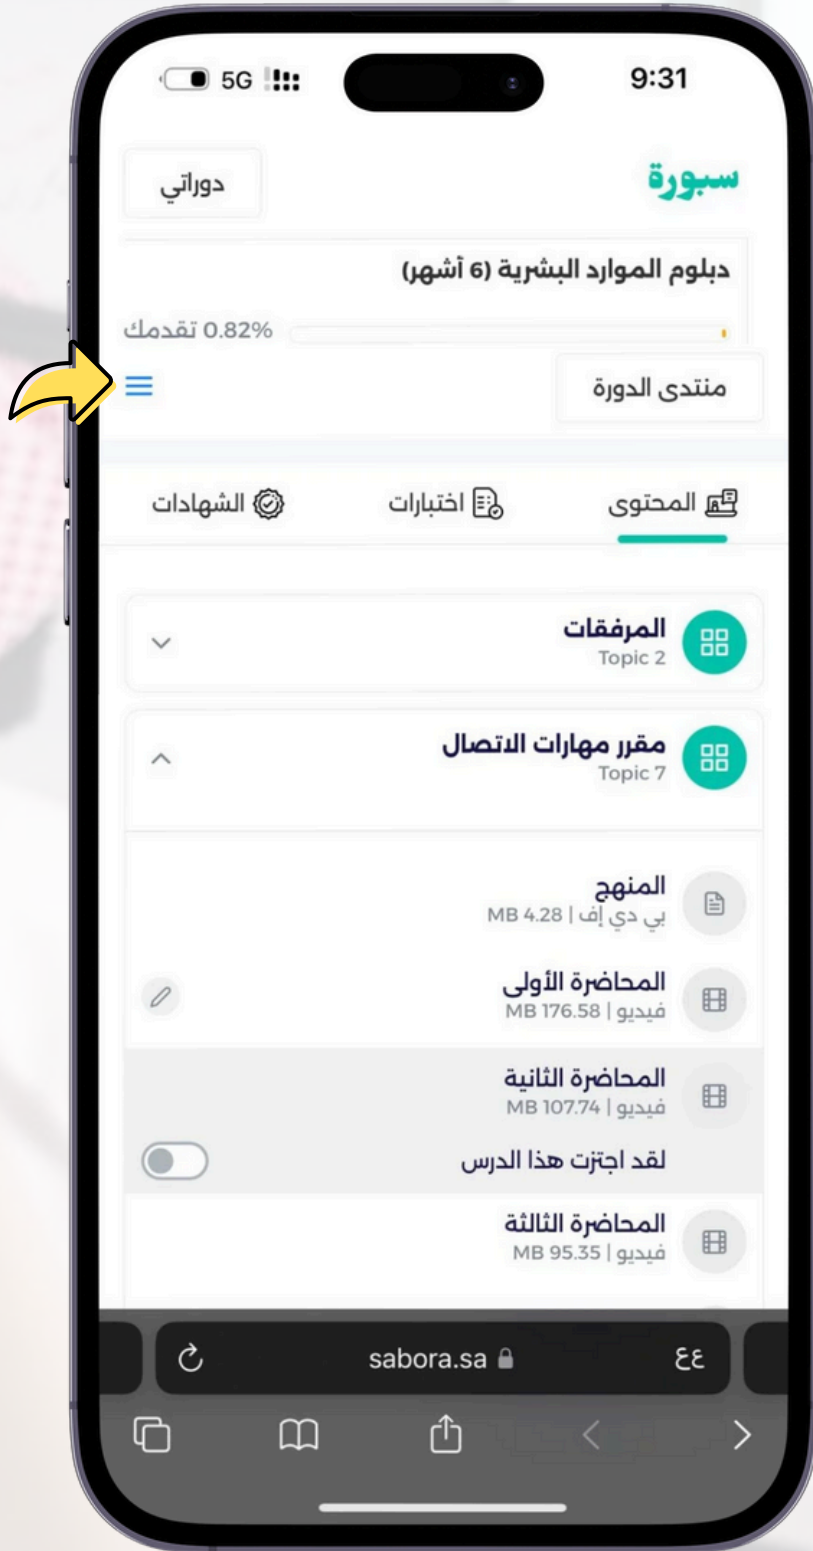 9:31
5G
سبورة
دوراتي
دبلوم الموارد البشرية (6 أشهر)
0.82% تقدمك
منتدى الدورة
المحتوى
اختبارات
الشهادات
المرفقات
Topic 2
مقرر مهارات الاتصال
Topic 7
المنهج
بي دي إف | 4.28 MB
المحاضرة الأولى
فيديو | 176.58 MB
المحاضرة الثانية
فيديو | 107.74 MB
لقد اجتزت هذا الدرس
المحاضرة الثالثة
فيديو | 95.35 MB
عع
sabora.sa